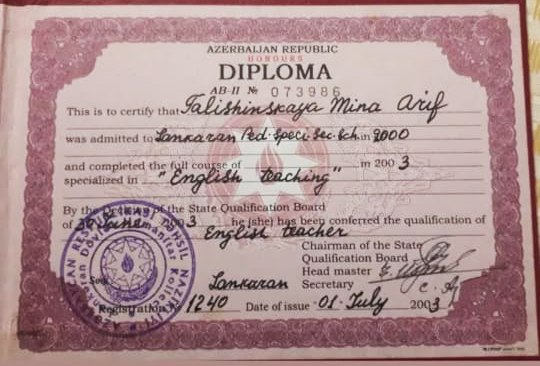 AZERBAIJAN REPUBLIC
HONOURS
DIPLOMA
AB-II № 073986
This is to certify that Talishinskaya Mina Arif
was admitted to Lankaran Ped. Speci. Sec. Sch. in 2000
and completed the full course of in 2003
specialized in "English teaching"
By the of the State Qualification Board
of 30 June 2003 he (she) has been conferred the qualification of
English teacher
Chairman of the State
Qualification Board
Head master
Seal Lankaran Secretary
Registration № 1240 Date of issue 01 July 2003